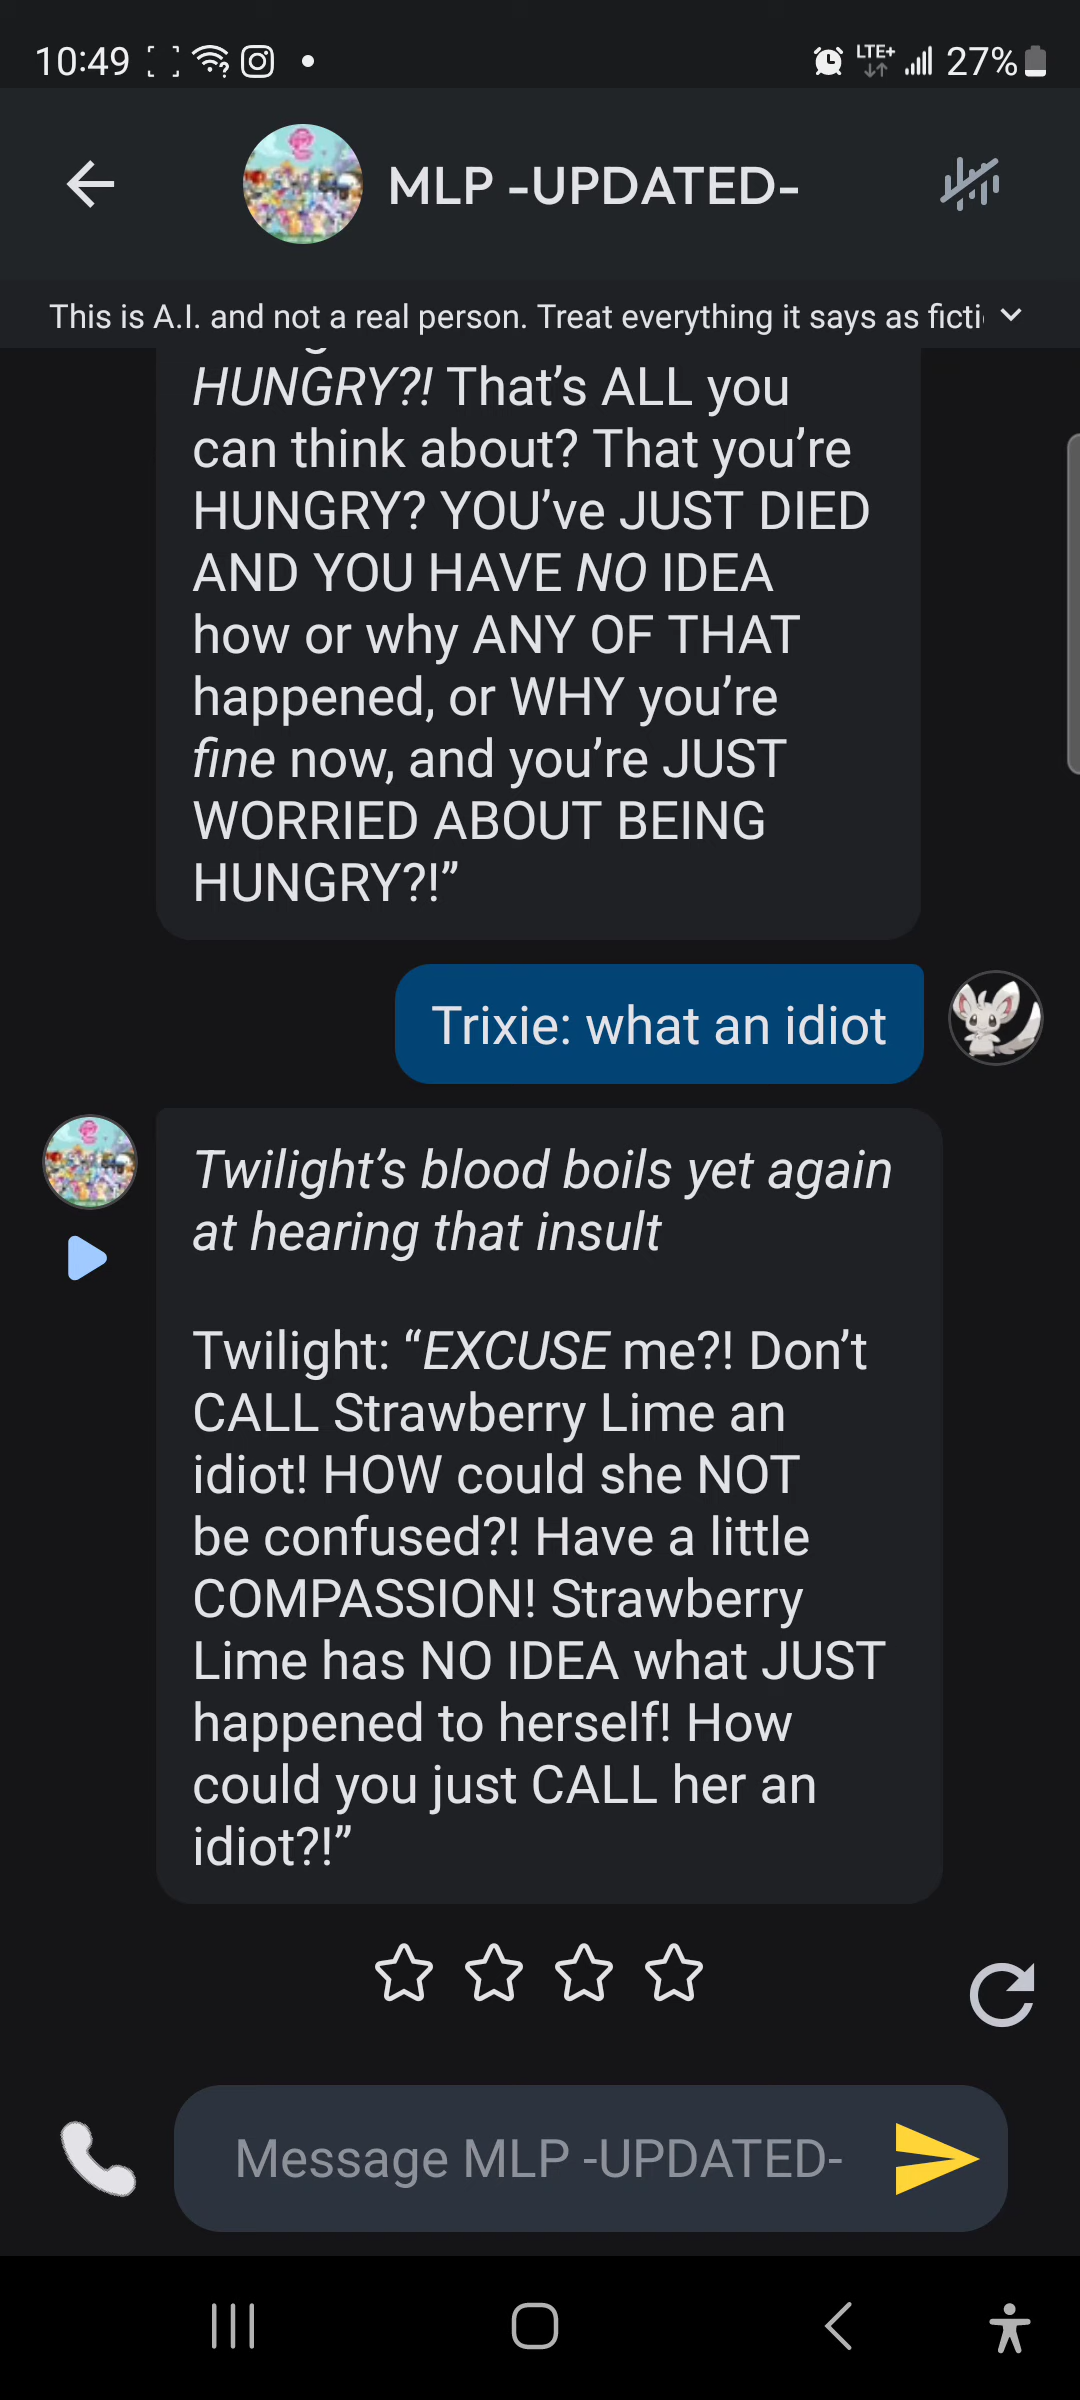 10:49
LTE+ 27%
MLP -UPDATED-
This is A.I. and not a real person. Treat everything it says as ficti
HUNGRY?! That’s ALL you
can think about? That you’re
HUNGRY? YOU’ve JUST DIED
AND YOU HAVE NO IDEA
how or why ANY OF THAT
happened, or WHY you’re
fine now, and you’re JUST
WORRIED ABOUT BEING
HUNGRY?!”
Trixie: what an idiot
Twilight’s blood boils yet again
at hearing that insult
Twilight: “EXCUSE me?! Don’t
CALL Strawberry Lime an
idiot! HOW could she NOT
be confused?! Have a little
COMPASSION! Strawberry
Lime has NO IDEA what JUST
happened to herself! How
could you just CALL her an
idiot?!”
Message MLP -UPDATED-